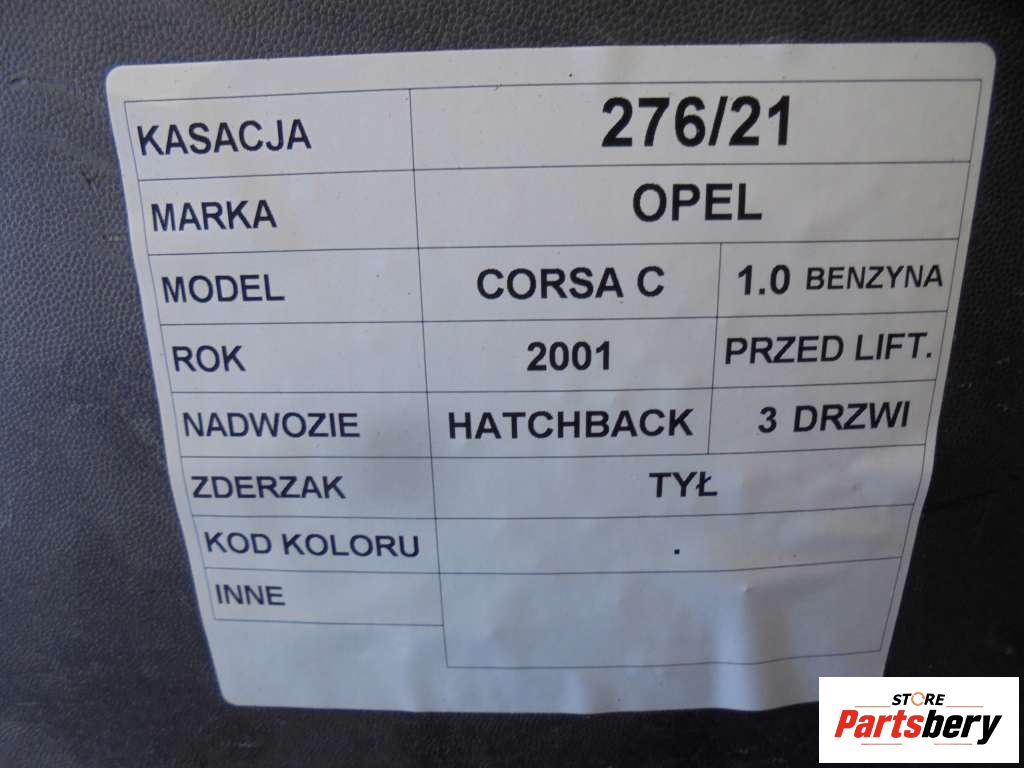 KASACJA 276/21
MARKA OPEL
MODEL CORSA C 1.0 BENZYNA
ROK 2001 PRZED LIFT.
NADWOZIE HATCHBACK 3 DRZWI
ZDERZAK TYŁ
KOD KOLORU .
INNE
STORE
Partsbery